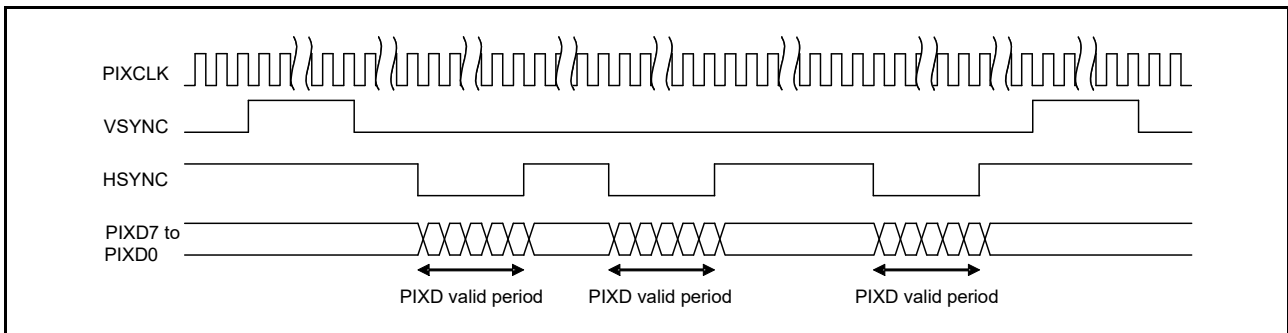 PIXCLK
VSYNC
HSYNC
PIXD7 to
PIXD0
PIXD valid period PIXD valid period PIXD valid period